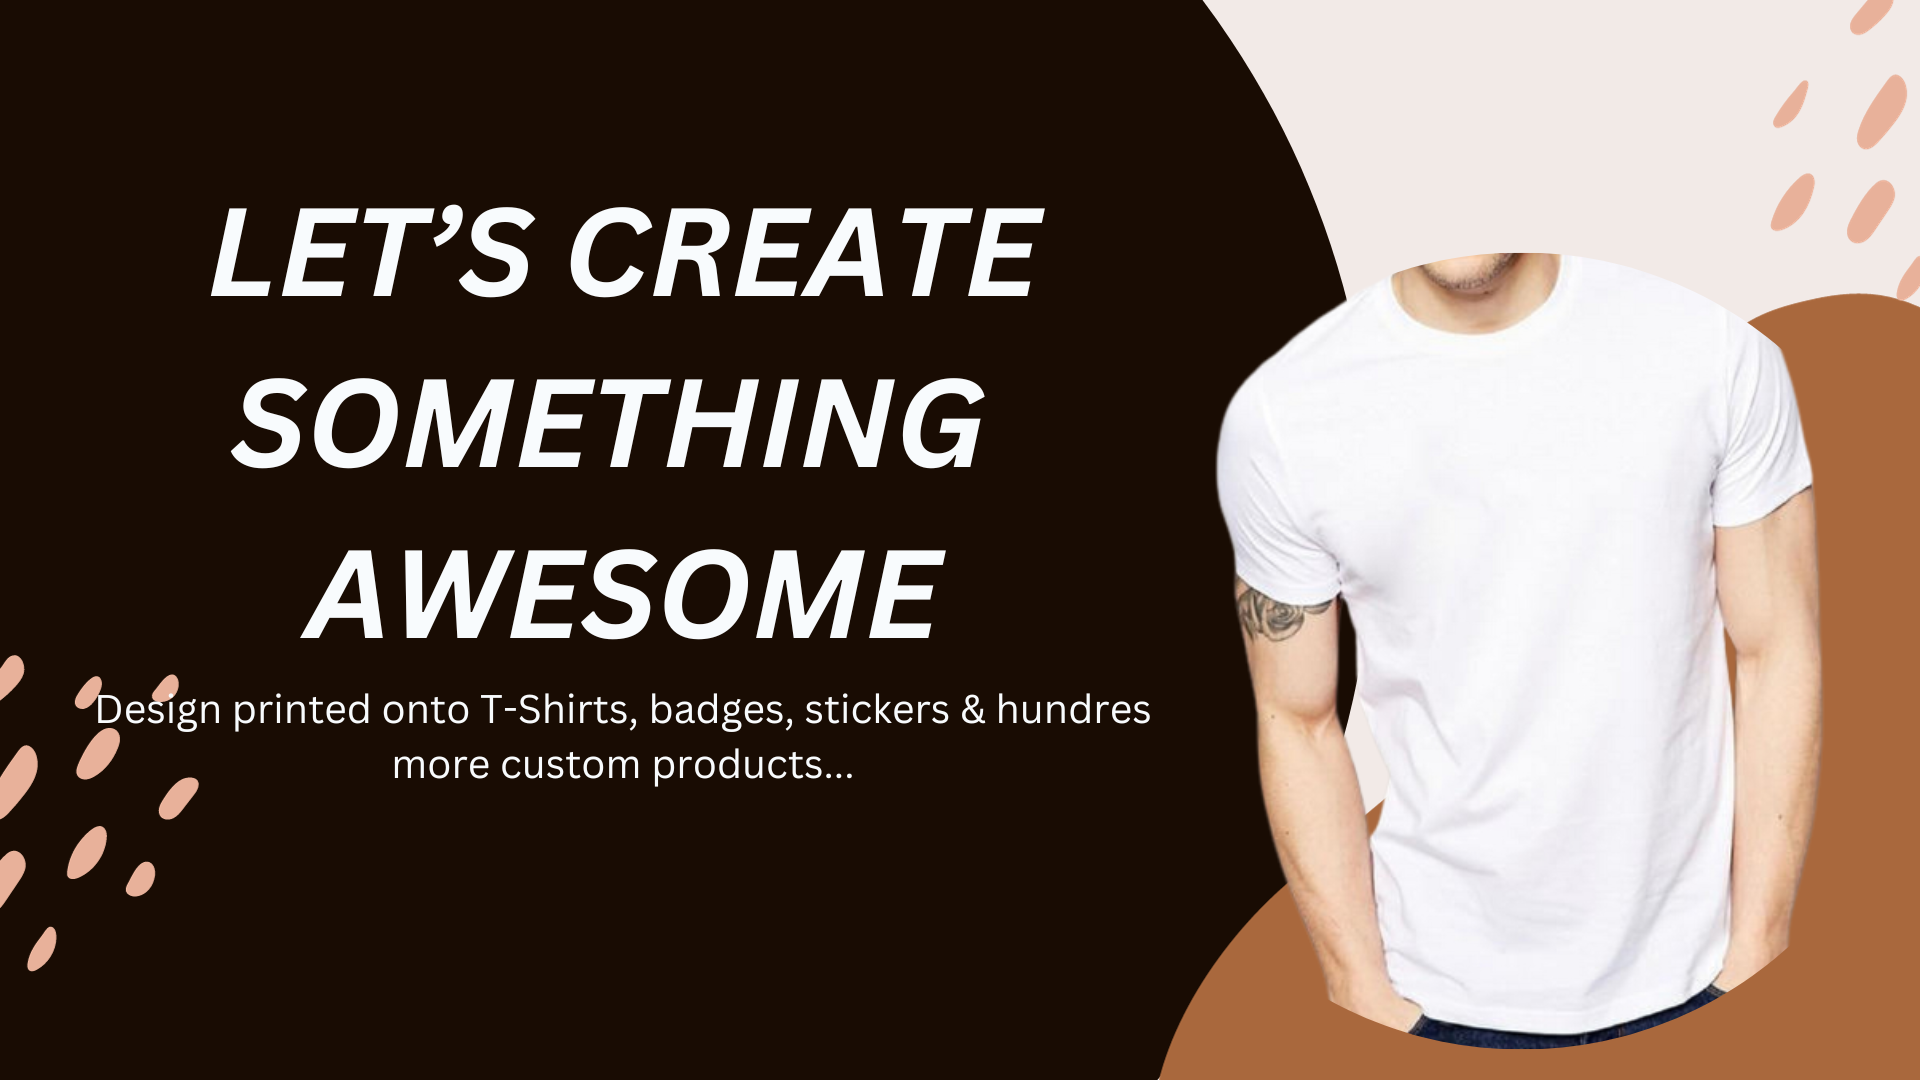 LET’S CREATE
SOMETHING
AWESOME
Design printed onto T-Shirts, badges, stickers & hundres
more custom products...